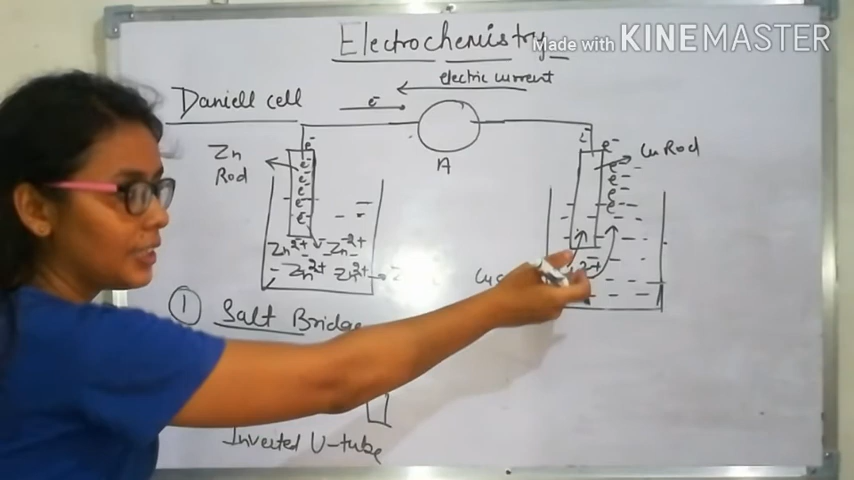 Electrochemistry
Made with KINEMASTER
electric current
Daniell cell
e⁻
A
Zn
Rod
e⁻
e⁻
e⁻
e⁻
e⁻
e⁻
Zn²⁺ Zn²⁺
Zn²⁺ Zn²⁺
e⁻ e⁻
Cu Rod
e⁻
e⁻
e⁻
e⁻
2+
① Salt Bridge
Inverted U-tube